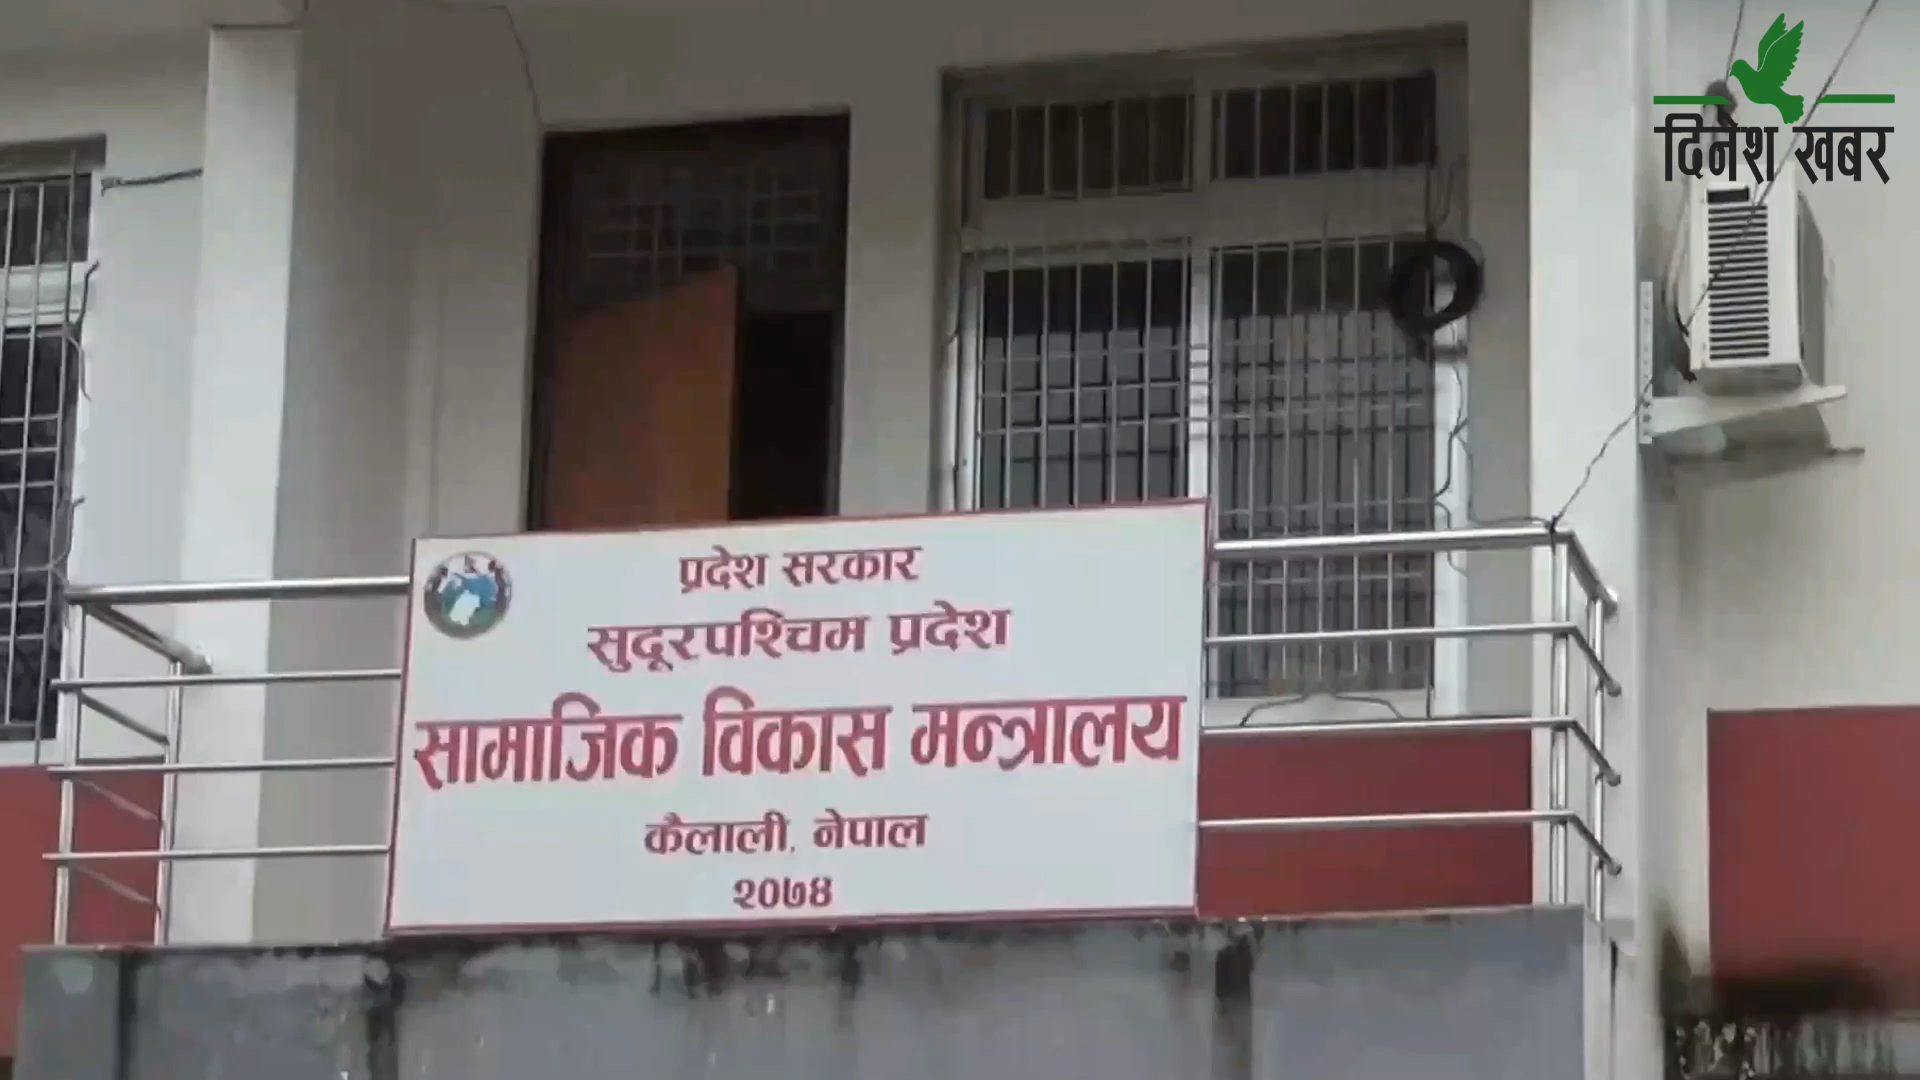 दिनेश खबर
प्रदेश सरकार
सुदूरपश्चिम प्रदेश
सामाजिक विकास मन्त्रालय
कैलाली, नेपाल
२०७४